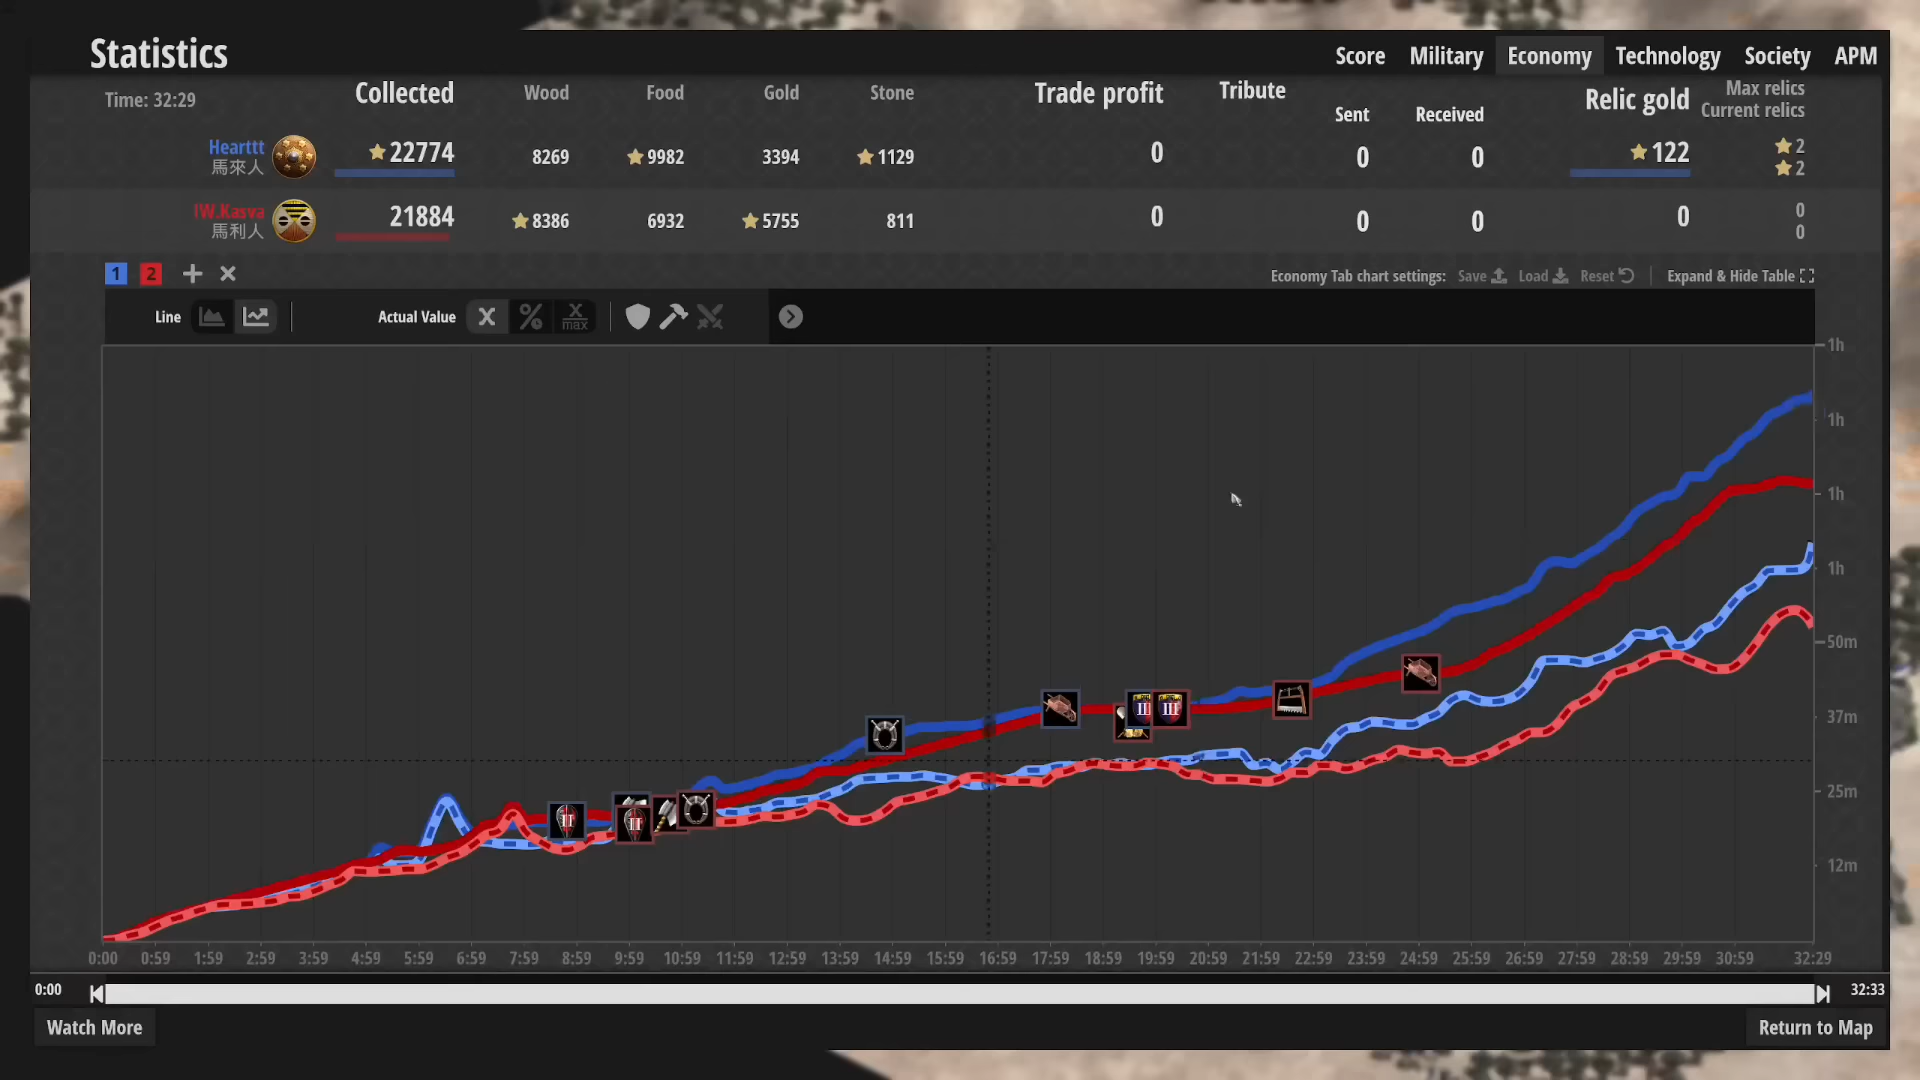 Statistics
Score Military Economy Technology Society APM
Time: 32:29 Collected Wood Food Gold Stone Trade profit Tribute Sent Received Relic gold Max relics
Current relics
Hearttt 22774 8269 9982 3394 1129 0 0 0 122 2
馬來人 2
IW.Kasva 21884 8386 6932 5755 811 0 0 0 0 0
馬利人 0
1 2 Economy Tab chart settings: Save Load Reset Expand & Hide Table
Line Actual Value X % X
max
1h
1h
1h
1h
50m
37m
25m
12m
II II III III
0:00 0:59 1:59 2:59 3:59 4:59 5:59 6:59 7:59 8:59 9:59 10:59 11:59 12:59 13:59 14:59 15:59 16:59 17:59 18:59 19:59 20:59 21:59 22:59 23:59 24:59 25:59 26:59 27:59 28:59 29:59 30:59 32:29
0:00 32:33
Watch More Return to Map